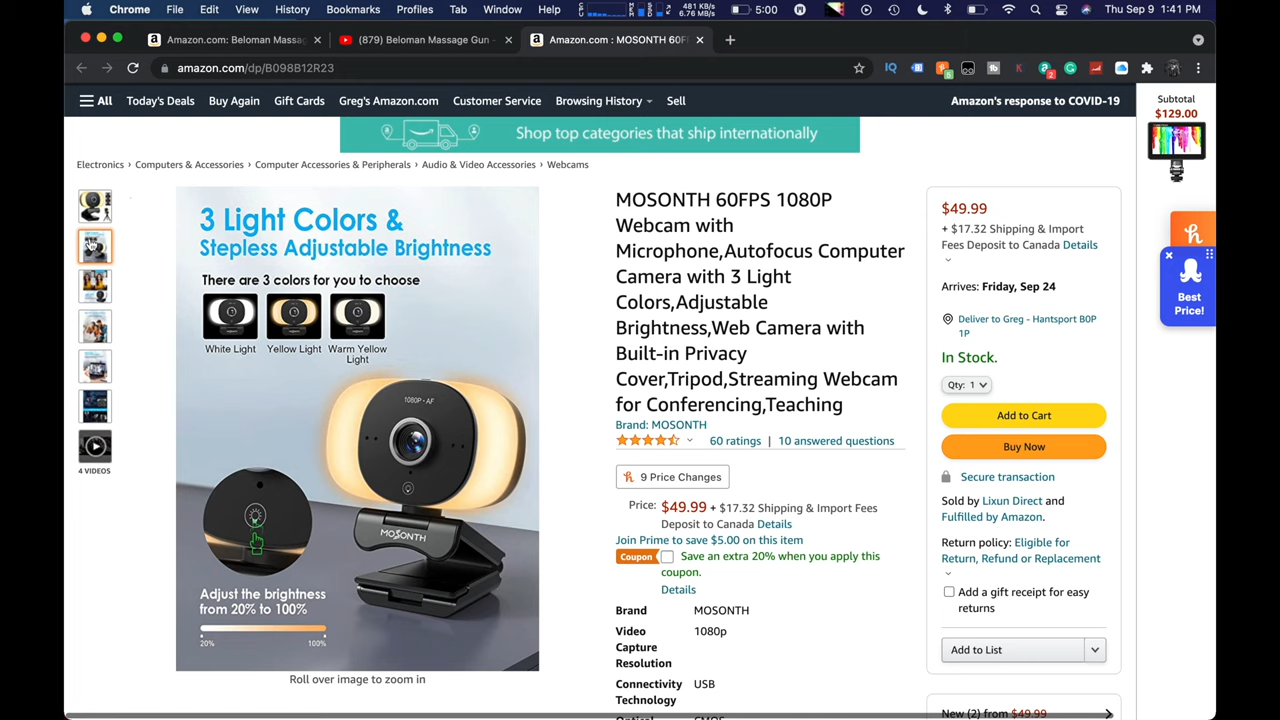 Chrome File Edit View History Bookmarks Profiles Tab Window Help 481 KB/s 6.76 MB/s 5:00 Thu Sep 9 1:41 PM
Amazon.com: Beloman Massag × (879) Beloman Massage Gun - × Amazon.com : MOSONTH 60F × +
amazon.com/dp/B098B12R23
All Today's Deals Buy Again Gift Cards Greg's Amazon.com Customer Service Browsing History Sell Amazon's response to COVID-19
Subtotal
$129.00
Shop top categories that ship internationally
Electronics › Computers & Accessories › Computer Accessories & Peripherals › Audio & Video Accessories › Webcams
4 VIDEOS
3 Light Colors &
Stepless Adjustable Brightness
There are 3 colors for you to choose
White Light Yellow Light Warm Yellow
Light
1080P · AF
MOSONTH
Adjust the brightness
from 20% to 100%
20% 100%
Roll over image to zoom in
MOSONTH 60FPS 1080P
Webcam with
Microphone,Autofocus Computer
Camera with 3 Light
Colors,Adjustable
Brightness,Web Camera with
Built-in Privacy
Cover,Tripod,Streaming Webcam
for Conferencing,Teaching
Brand: MOSONTH
60 ratings | 10 answered questions
9 Price Changes
Price: $49.99 + $17.32 Shipping & Import Fees
Deposit to Canada Details
Join Prime to save $5.00 on this item
Coupon Save an extra 20% when you apply this
coupon.
Details
Brand MOSONTH
Video 1080p
Capture
Resolution
Connectivity USB
Technology
$49.99
+ $17.32 Shipping & Import
Fees Deposit to Canada Details
Arrives: Friday, Sep 24
Deliver to Greg - Hantsport B0P
1P
In Stock.
Qty: 1
Add to Cart
Buy Now
Secure transaction
Sold by Lixun Direct and
Fulfilled by Amazon.
Return policy: Eligible for
Return, Refund or Replacement
Add a gift receipt for easy
returns
Add to List
New (2) from $49.99
Best
Price!